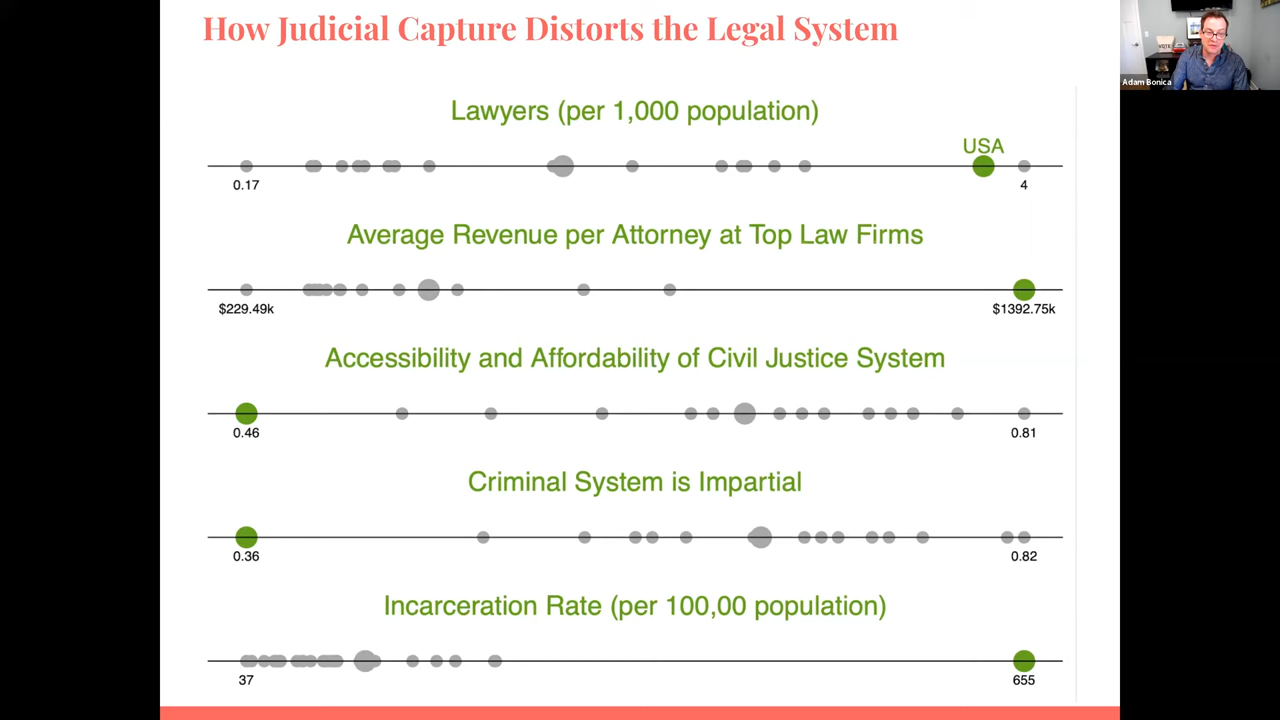 How Judicial Capture Distorts the Legal System
Adam Bonica
Lawyers (per 1,000 population)
USA
0.17 4
Average Revenue per Attorney at Top Law Firms
$229.49k $1392.75k
Accessibility and Affordability of Civil Justice System
0.46 0.81
Criminal System is Impartial
0.36 0.82
Incarceration Rate (per 100,00 population)
37 655